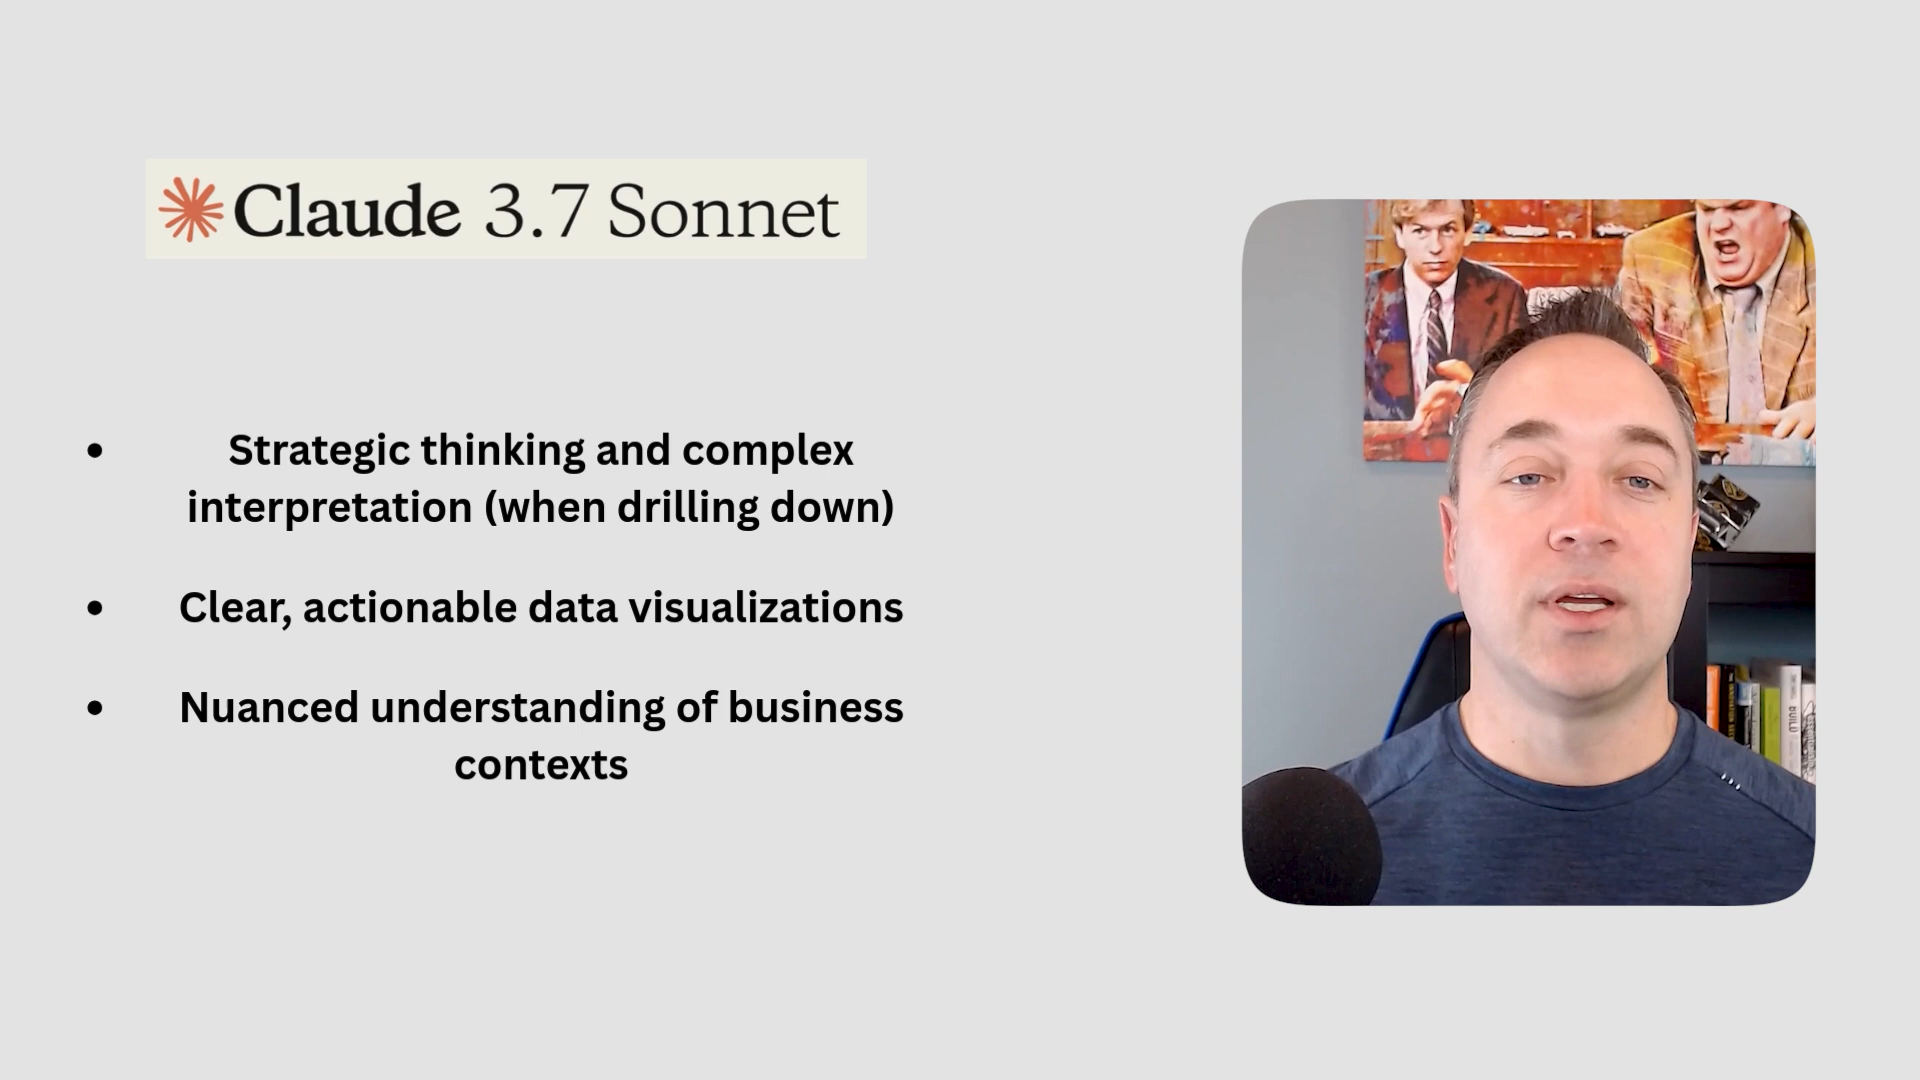 Claude 3.7 Sonnet
• Strategic thinking and complex
interpretation (when drilling down)
• Clear, actionable data visualizations
• Nuanced understanding of business
contexts
BUILD